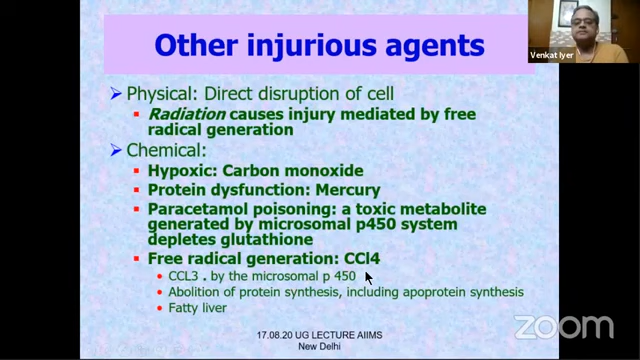 Other injurious agents
Venkat Iyer
Physical: Direct disruption of cell
Radiation causes injury mediated by free
radical generation
Chemical:
Hypoxic: Carbon monoxide
Protein dysfunction: Mercury
Paracetamol poisoning: a toxic metabolite
generated by microsomal p450 system
depletes glutathione
Free radical generation: CCl4
CCL3 . by the microsomal p 450
Abolition of protein synthesis, including apoprotein synthesis
Fatty liver
17.08.20 UG LECTURE AIIMS
New Delhi
zoom